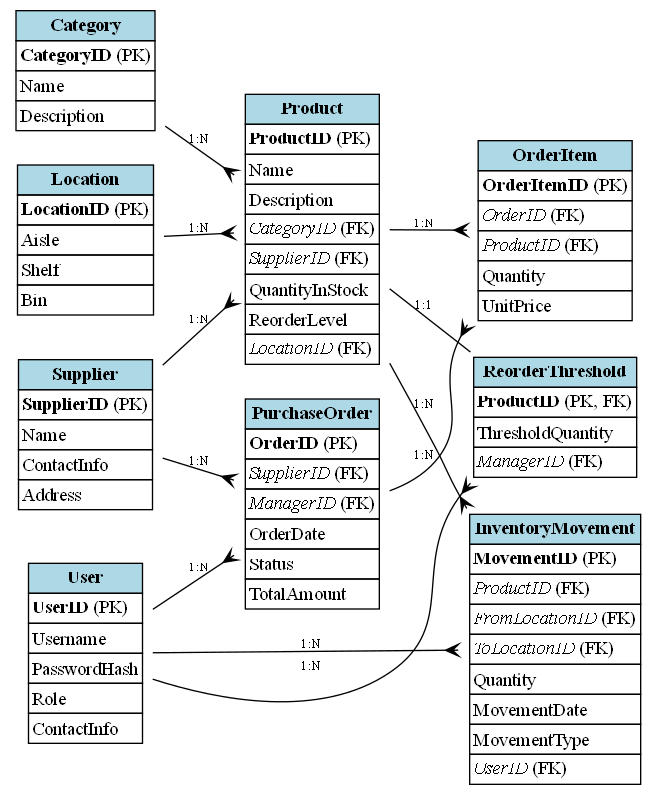 Category
CategoryID (PK)
Name
Description
1:N
Location
LocationID (PK)
Aisle
Shelf
Bin
1:N
Supplier
SupplierID (PK)
Name
ContactInfo
Address
1:N
1:N
User
UserID (PK)
Username
PasswordHash
Role
ContactInfo
1:N
1:N
1:N
Product
ProductID (PK)
Name
Description
CategoryID (FK)
SupplierID (FK)
QuantityInStock
ReorderLevel
LocationID (FK)
1:N
1:1
1:N
PurchaseOrder
OrderID (PK)
SupplierID (FK)
ManagerID (FK)
OrderDate
Status
TotalAmount
1:N
OrderItem
OrderItemID (PK)
OrderID (FK)
ProductID (FK)
Quantity
UnitPrice
ReorderThreshold
ProductID (PK, FK)
ThresholdQuantity
ManagerID (FK)
InventoryMovement
MovementID (PK)
ProductID (FK)
FromLocationID (FK)
ToLocationID (FK)
Quantity
MovementDate
MovementType
UserID (FK)